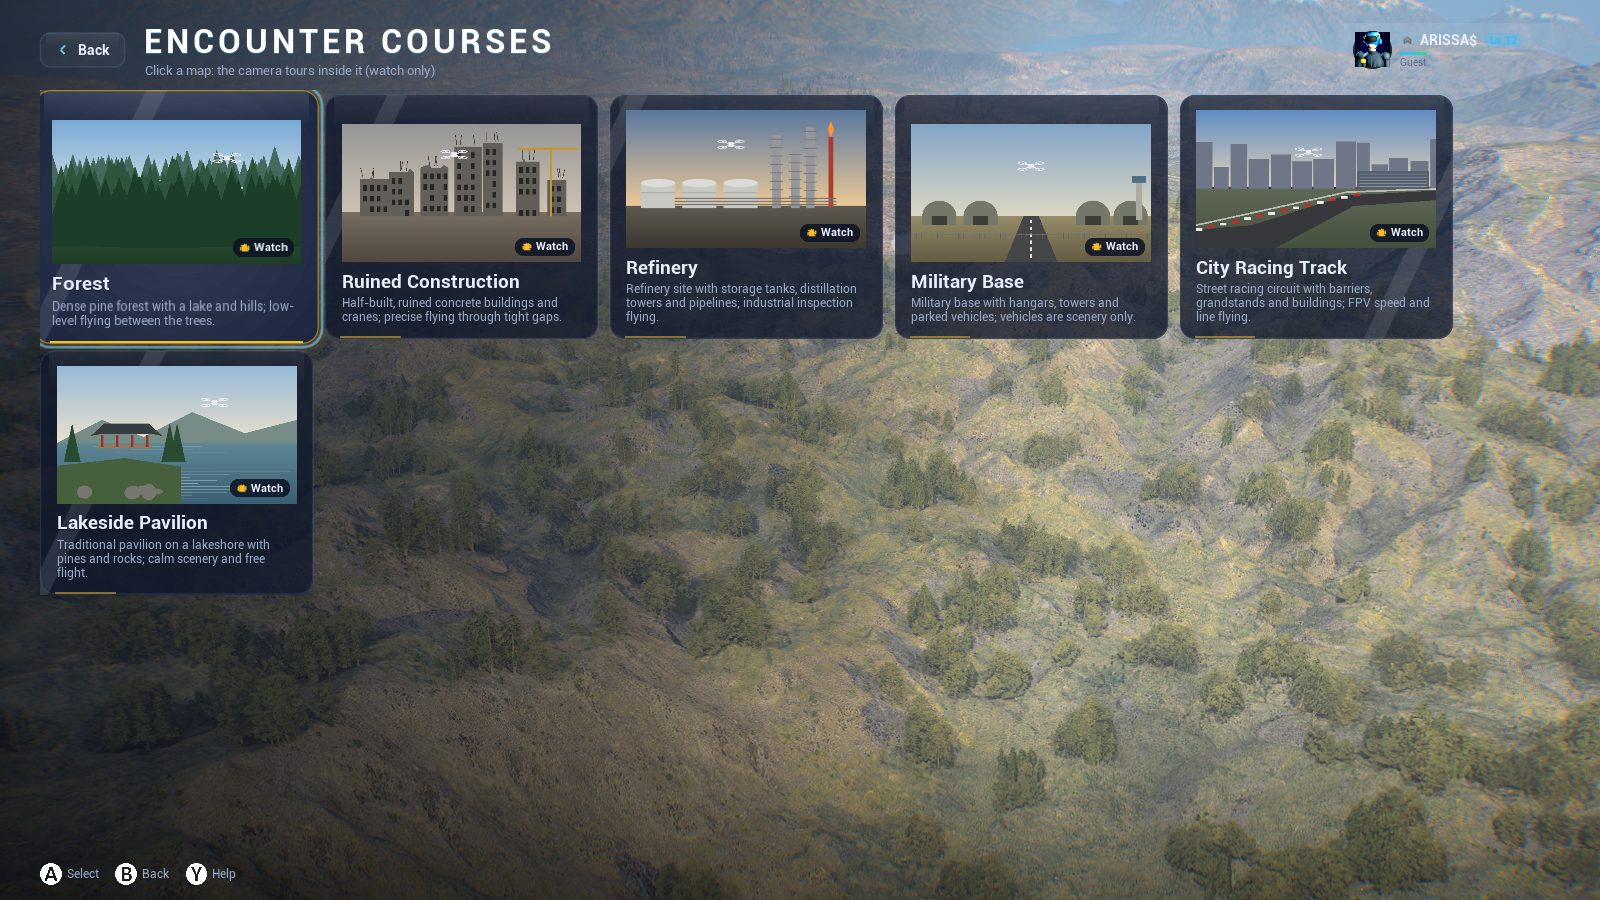 Back
ENCOUNTER COURSES
Click a map: the camera tours inside it (watch only)
ARISSA$ Lv 12
Guest
Watch
Forest
Dense pine forest with a lake and hills; low-
level flying between the trees.
Watch
Ruined Construction
Half-built, ruined concrete buildings and
cranes; precise flying through tight gaps.
Watch
Refinery
Refinery site with storage tanks, distillation
towers and pipelines; industrial inspection
flying.
Watch
Military Base
Military base with hangars, towers and
parked vehicles; vehicles are scenery only.
Watch
City Racing Track
Street racing circuit with barriers,
grandstands and buildings; FPV speed and
line flying.
Watch
Lakeside Pavilion
Traditional pavilion on a lakeshore with
pines and rocks; calm scenery and free
flight.
A Select B Back Y Help